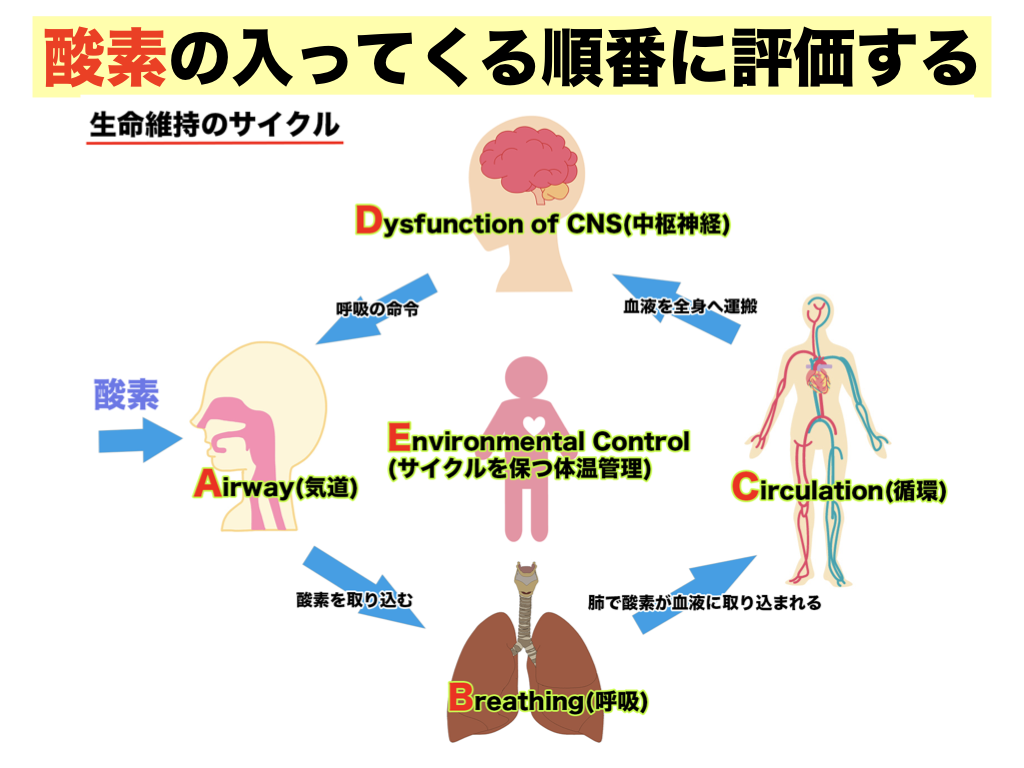 酸素の入ってくる順番に評価する
生命維持のサイクル
Dysfunction of CNS(中枢神経)
呼吸の命令
血液を全身へ運搬
酸素
Environmental Control
(サイクルを保つ体温管理)
Airway(気道)
Circulation(循環)
酸素を取り込む
肺で酸素が血液に取り込まれる
Breathing(呼吸)